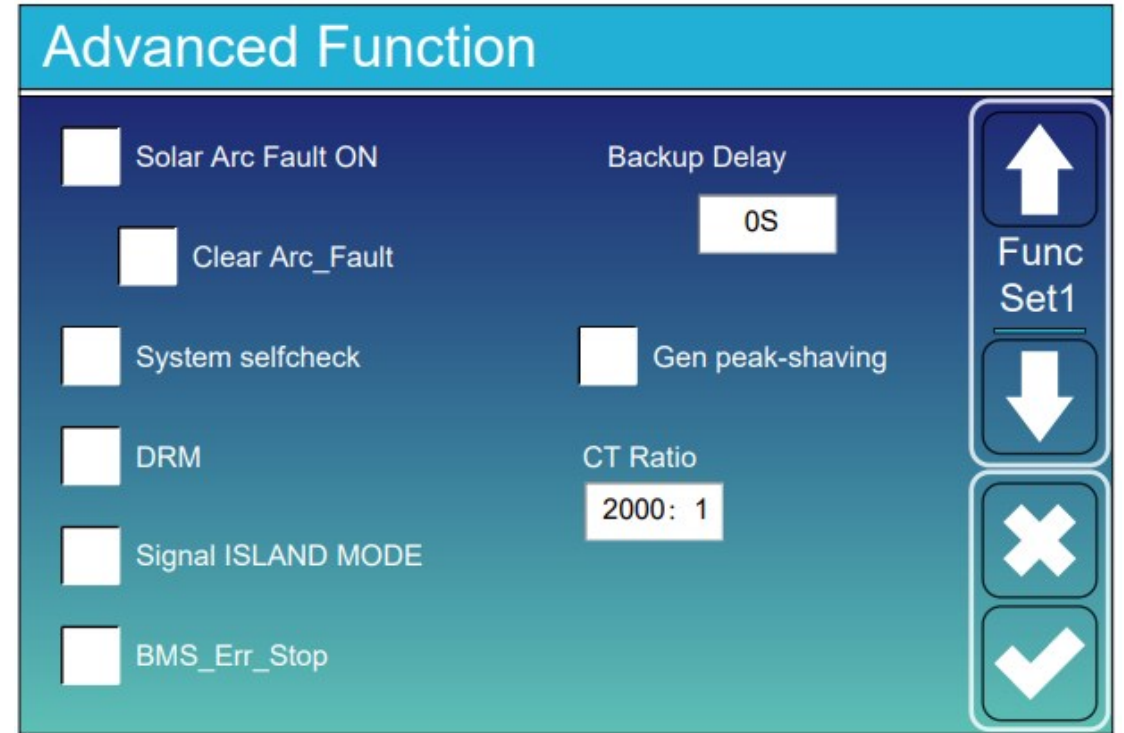 Advanced Function
Solar Arc Fault ON
Backup Delay
0S
Clear Arc_Fault
Func
Set1
System selfcheck
Gen peak-shaving
DRM
CT Ratio
2000: 1
Signal ISLAND MODE
BMS_Err_Stop